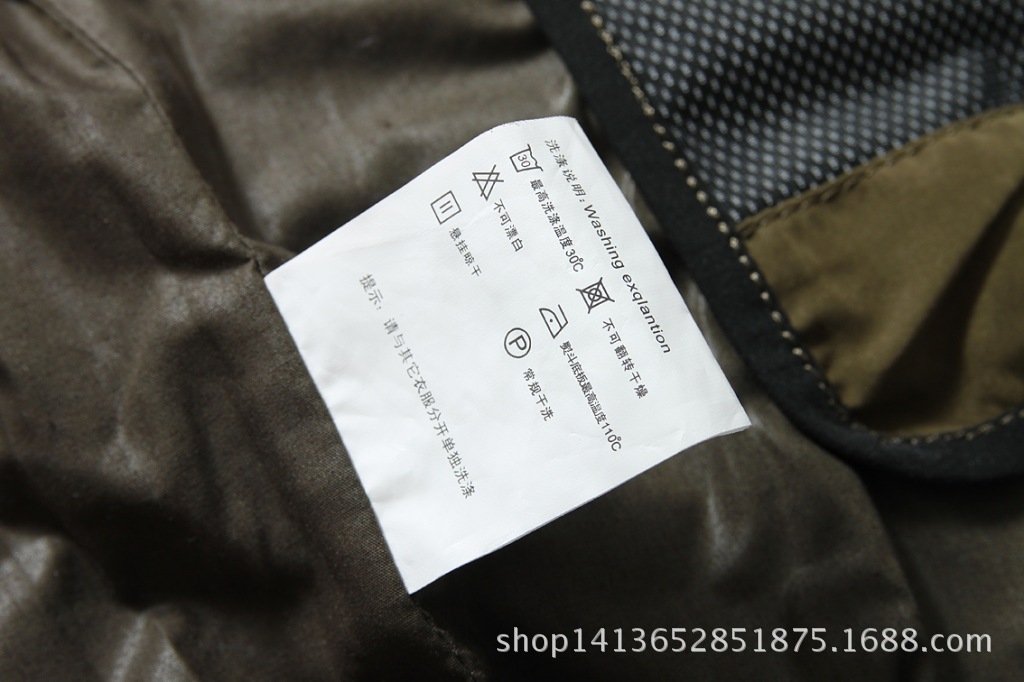 洗涤说明: Washing exqlantion
30 最高洗涤温度30℃
不可翻转干燥
不可漂白
熨斗底板最高温度110℃
悬挂晾干
P 常规干洗
提示: 请与其它衣服分开单独洗涤
shop1413652851875.1688.com